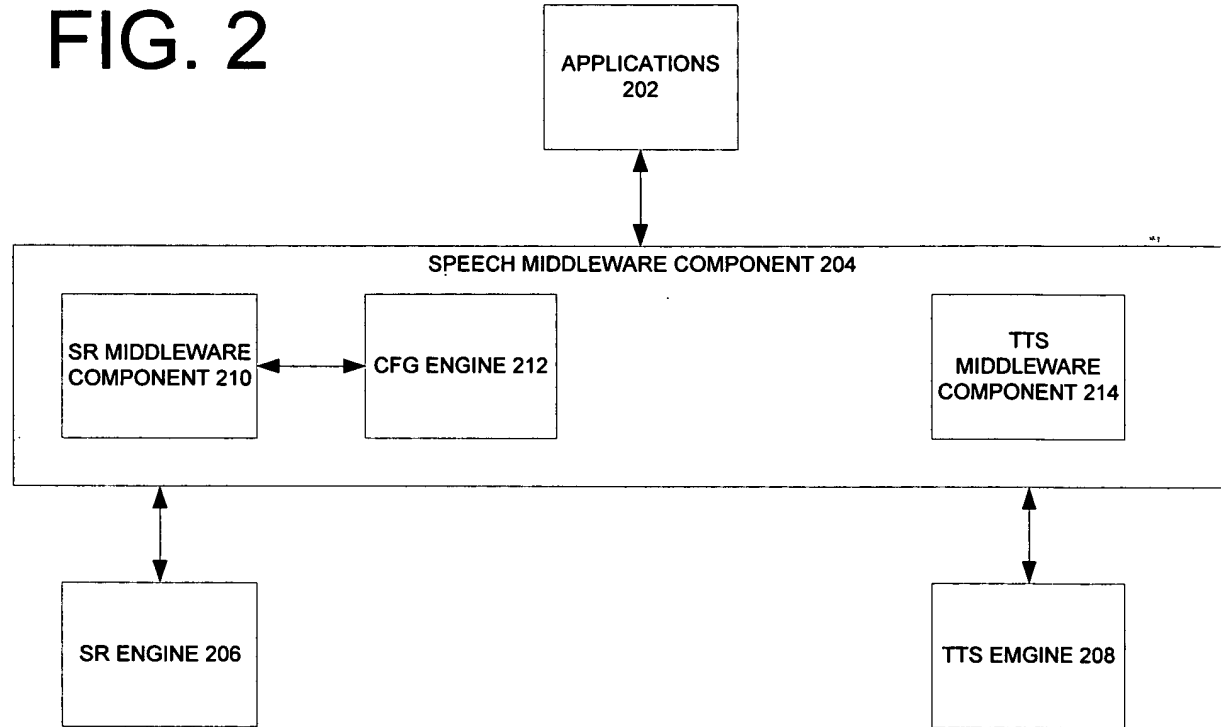 FIG. 2
APPLICATIONS
202
SPEECH MIDDLEWARE COMPONENT 204
SR MIDDLEWARE
COMPONENT 210
CFG ENGINE 212
TTS
MIDDLEWARE
COMPONENT 214
SR ENGINE 206
TTS EMGINE 208